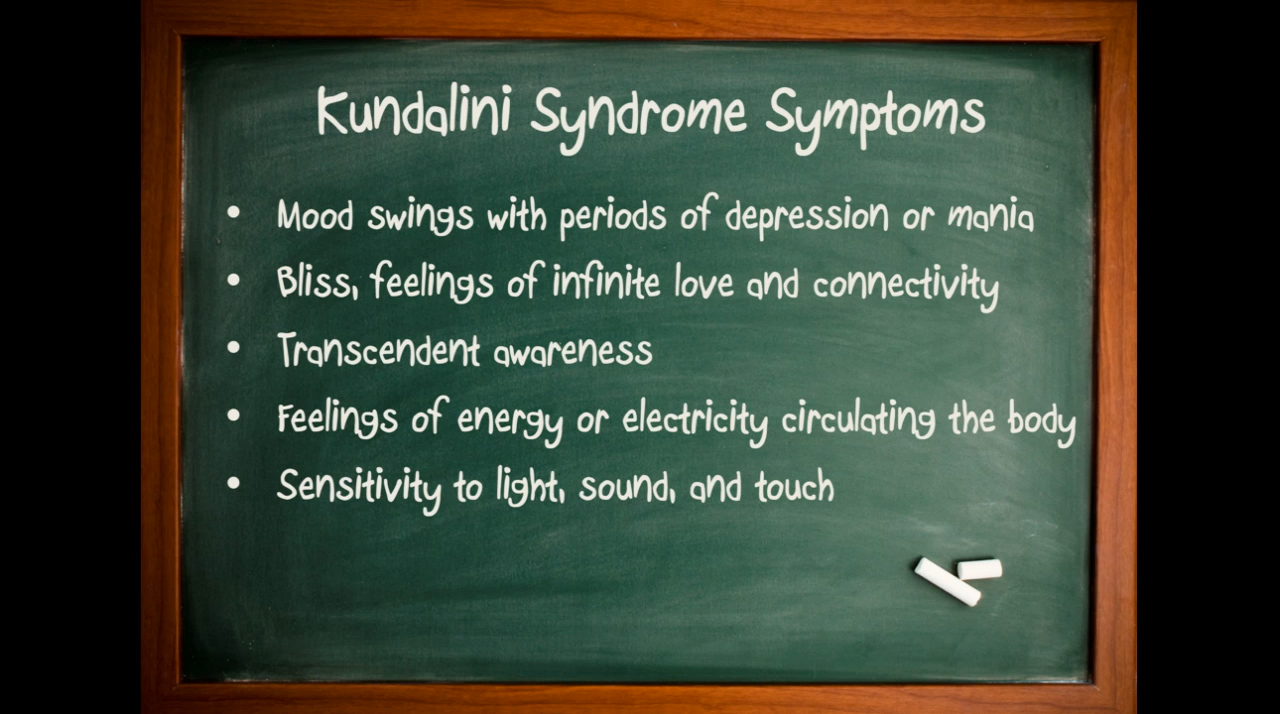 Kundalini Syndrome Symptoms
• Mood swings with periods of depression or mania
• Bliss, feelings of infinite love and connectivity
• Transcendent awareness
• Feelings of energy or electricity circulating the body
• Sensitivity to light, sound, and touch